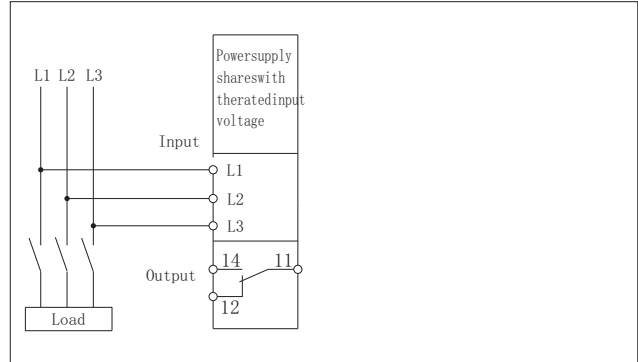 Powersupply
shareswith
theratedinput
voltage
L1 L2 L3
Input
L1
L2
L3
14 11
Output
12
Load